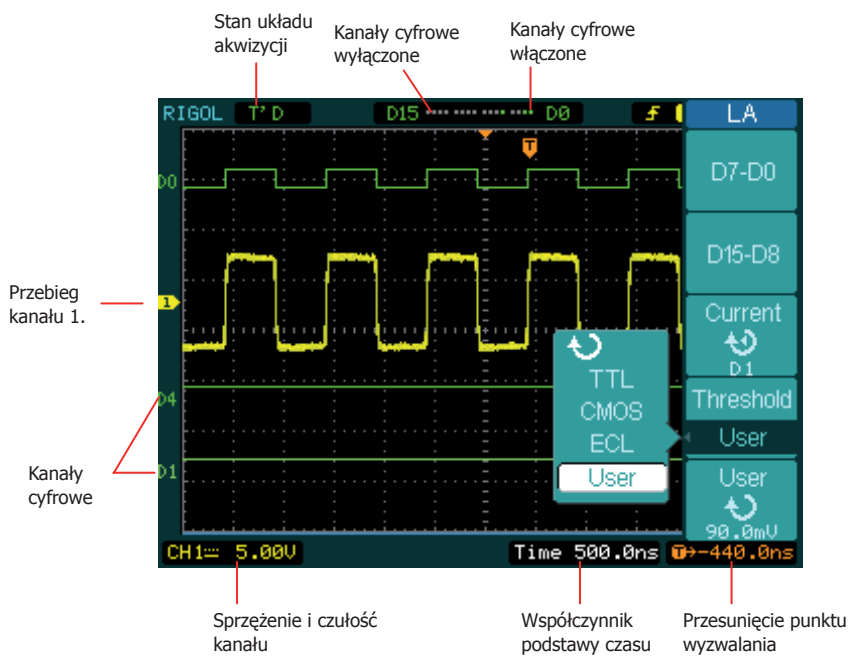 Stan układu
akwizycji
Kanały cyfrowe
wyłączone
Kanały cyfrowe
włączone
RIGOL T'D D15 D0 LA
D7-D0
D0
D15-D8
Przebieg
kanału 1.
1
Current
D1
TTL
CMOS
ECL
User
Threshold
User
D4
Kanały
cyfrowe
D1
User
90.0mV
CH1 5.00V Time 500.0ns T→-440.0ns
T
Sprzężenie i czułość
kanału
Współczynnik
podstawy czasu
Przesunięcie punktu
wyzwalania